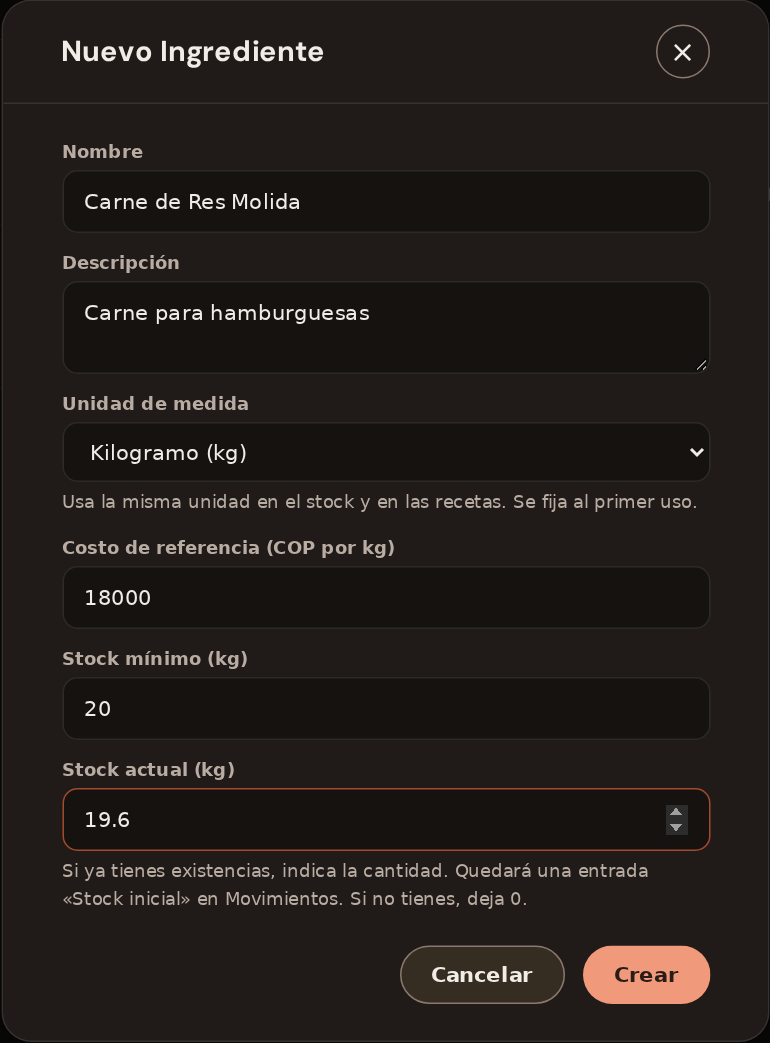 Nuevo Ingrediente
Nombre
Carne de Res Molida
Descripción
Carne para hamburguesas
Unidad de medida
Kilogramo (kg)
Usa la misma unidad en el stock y en las recetas. Se fija al primer uso.
Costo de referencia (COP por kg)
18000
Stock mínimo (kg)
20
Stock actual (kg)
19.6
Si ya tienes existencias, indica la cantidad. Quedará una entrada
«Stock inicial» en Movimientos. Si no tienes, deja 0.
Cancelar
Crear